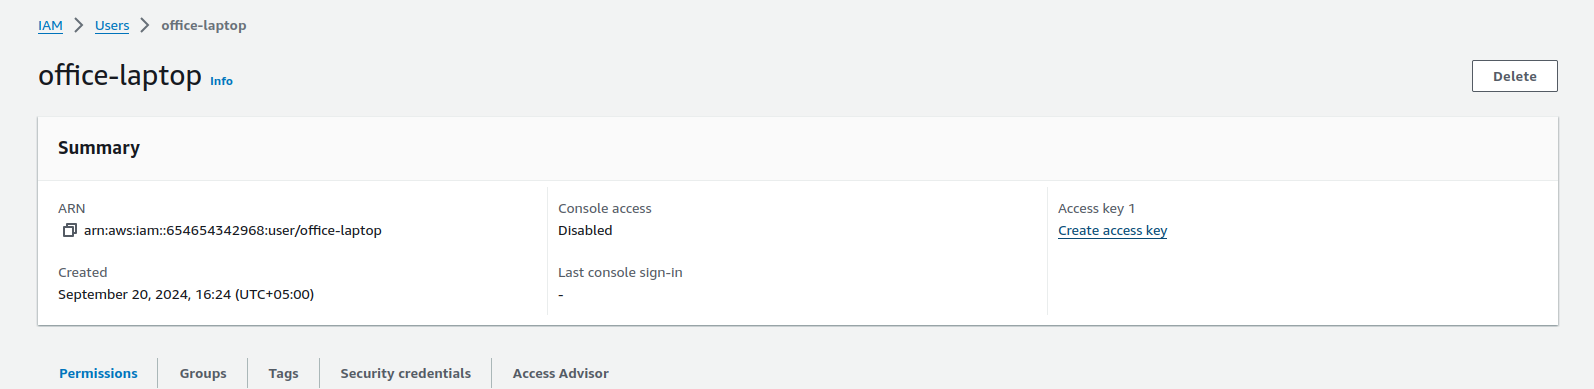 IAM > Users > office-laptop
office-laptop Info
Delete
Summary
ARN
arn:aws:iam::654654342968:user/office-laptop
Created
September 20, 2024, 16:24 (UTC+05:00)
Console access
Disabled
Last console sign-in
-
Access key 1
Create access key
Permissions Groups Tags Security credentials Access Advisor